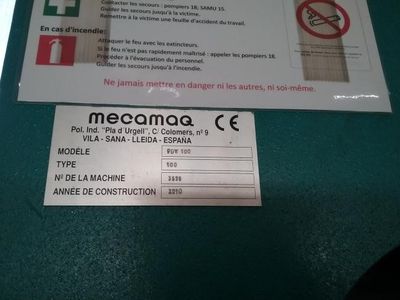 Contacter les secours : pompiers 18, SAMU 15.
Guider les secours jusqu'à la victime.
Remettre à la victime une feuille d'accident du travail.
En cas d'incendie:
Attaquer le feu avec les extincteurs.
Si le feu n'est pas rapidement maîtrisé : appeler les pompiers 18.
Procéder à l'évacuation du personnel.
Guider les secours jusqu'à l'incendie.
Ne jamais mettre en danger ni les autres, ni soi-même.
mecamaq CE
Pol. Ind. "Pla d'Urgell", C/ Colomers, nº 9
VILA - SANA - LLEIDA - ESPAÑA
MODÈLE
TYPE 100
Nº DE LA MACHINE
ANNÉE DE CONSTRUCTION 2010